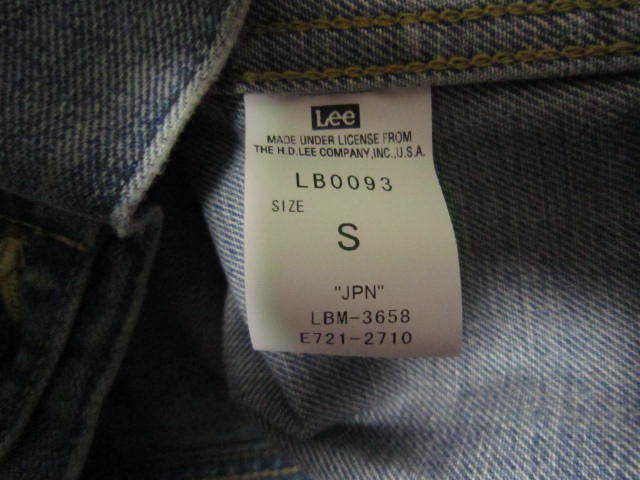 Lee
MADE UNDER LICENSE FROM
THE H.D.LEE COMPANY,INC.,U.S.A.
LB0093
SIZE
S
"JPN"
LBM-3658
E721-2710